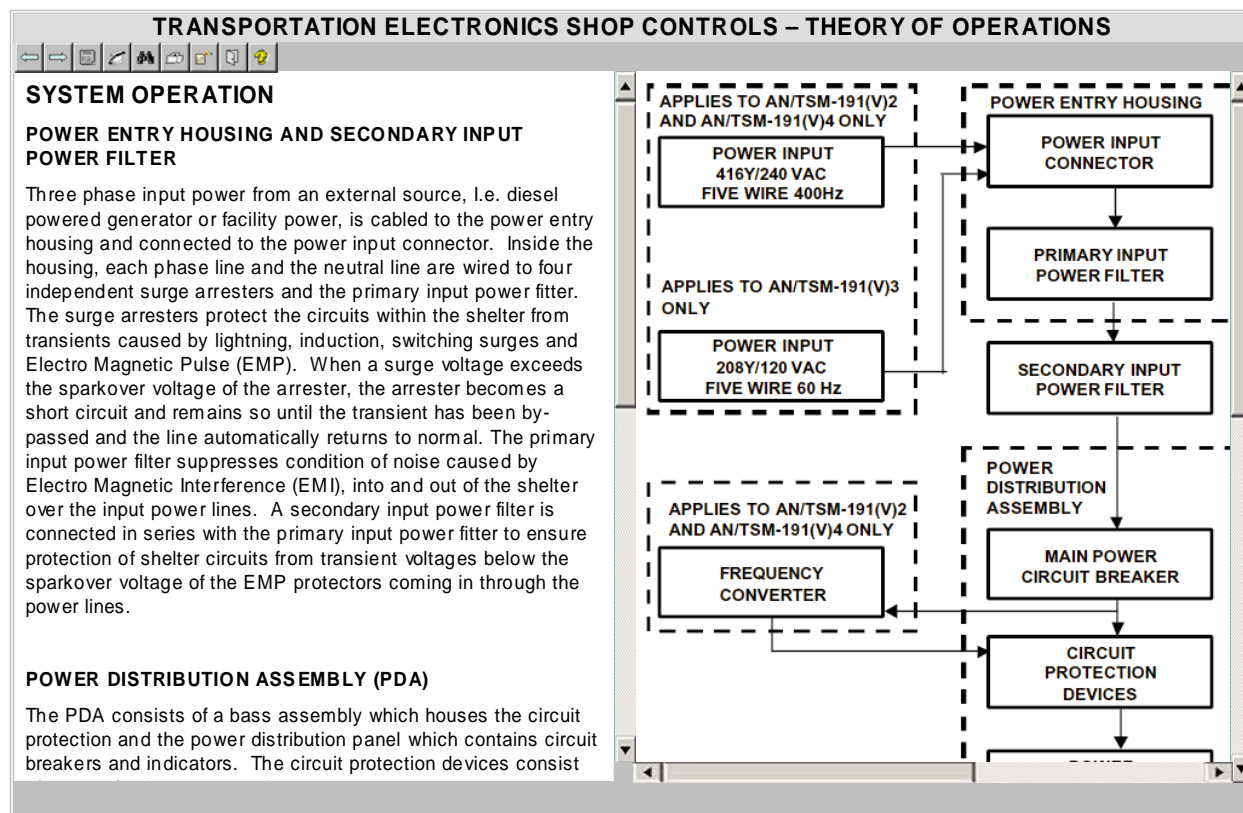 TRANSPORTATION ELECTRONICS SHOP CONTROLS – THEORY OF OPERATIONS
SYSTEM OPERATION
POWER ENTRY HOUSING AND SECONDARY INPUT
POWER FILTER
Three phase input power from an external source, I.e. diesel
powered generator or facility power, is cabled to the power entry
housing and connected to the power input connector. Inside the
housing, each phase line and the neutral line are wired to four
independent surge arresters and the primary input power fitter.
The surge arresters protect the circuits within the shelter from
transients caused by lightning, induction, switching surges and
Electro Magnetic Pulse (EMP). When a surge voltage exceeds
the sparkover voltage of the arrester, the arrester becomes a
short circuit and remains so until the transient has been by-
passed and the line automatically returns to normal. The primary
input power filter suppresses condition of noise caused by
Electro Magnetic Interference (EMI), into and out of the shelter
over the input power lines. A secondary input power filter is
connected in series with the primary input power fitter to ensure
protection of shelter circuits from transient voltages below the
sparkover voltage of the EMP protectors coming in through the
power lines.
POWER DISTRIBUTION ASSEMBLY (PDA)
The PDA consists of a bass assembly which houses the circuit
protection and the power distribution panel which contains circuit
breakers and indicators. The circuit protection devices consist
APPLIES TO AN/TSM-191(V)2
AND AN/TSM-191(V)4 ONLY
POWER INPUT
416Y/240 VAC
FIVE WIRE 400Hz
APPLIES TO AN/TSM-191(V)3
ONLY
POWER INPUT
208Y/120 VAC
FIVE WIRE 60 Hz
POWER ENTRY HOUSING
POWER INPUT
CONNECTOR
PRIMARY INPUT
POWER FILTER
SECONDARY INPUT
POWER FILTER
APPLIES TO AN/TSM-191(V)2
AND AN/TSM-191(V)4 ONLY
FREQUENCY
CONVERTER
POWER
DISTRIBUTION
ASSEMBLY
MAIN POWER
CIRCUIT BREAKER
CIRCUIT
PROTECTION
DEVICES
POWER